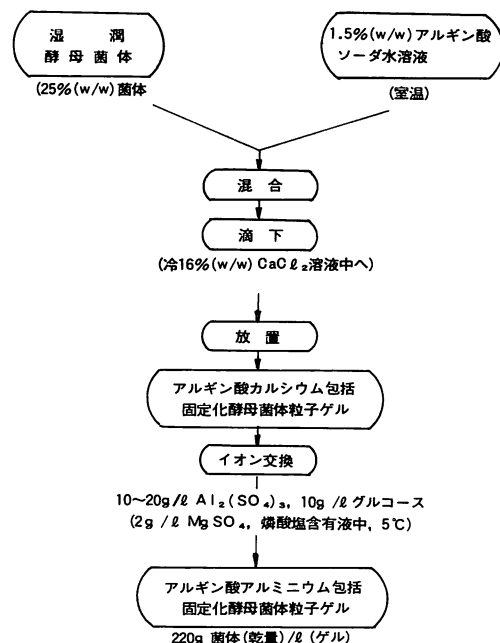 湿 潤
酵母菌体
(25%(w/w)菌体
1.5%(w/w)アルギン酸
ソーダ水溶液
(室温)
混 合
滴 下
(冷16%(w/w) CaCℓ₂溶液中へ)
放 置
アルギン酸カルシウム包括
固定化酵母菌体粒子ゲル
イオン交換
10~20g/ℓ Al₂(SO₄)₃, 10g/ℓグルコース
(2g/ℓ MgSO₄, 燐酸塩含有液中, 5℃)
アルギン酸アルミニウム包括
固定化酵母菌体粒子ゲル
220g 菌体(乾量)/ℓ(ゲル)